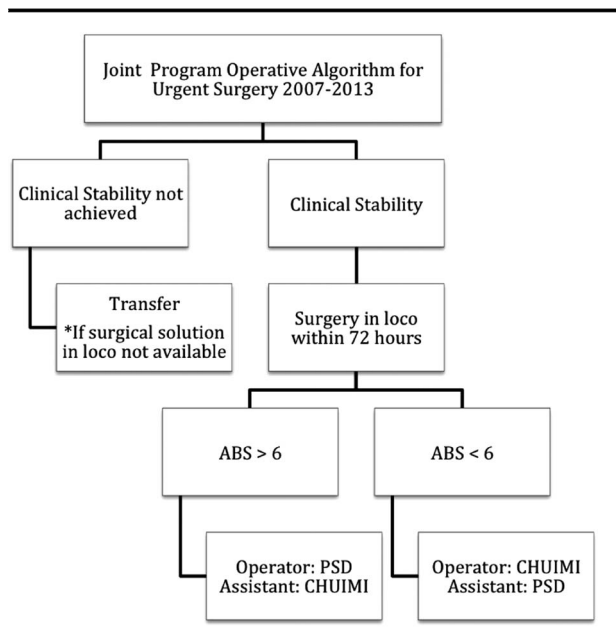 Joint Program Operative Algorithm for
Urgent Surgery 2007-2013
Clinical Stability not
achieved
Clinical Stability
Transfer
*If surgical solution
in loco not available
Surgery in loco
within 72 hours
ABS > 6
ABS < 6
Operator: PSD
Assistant: CHUIMI
Operator: CHUIMI
Assistant: PSD